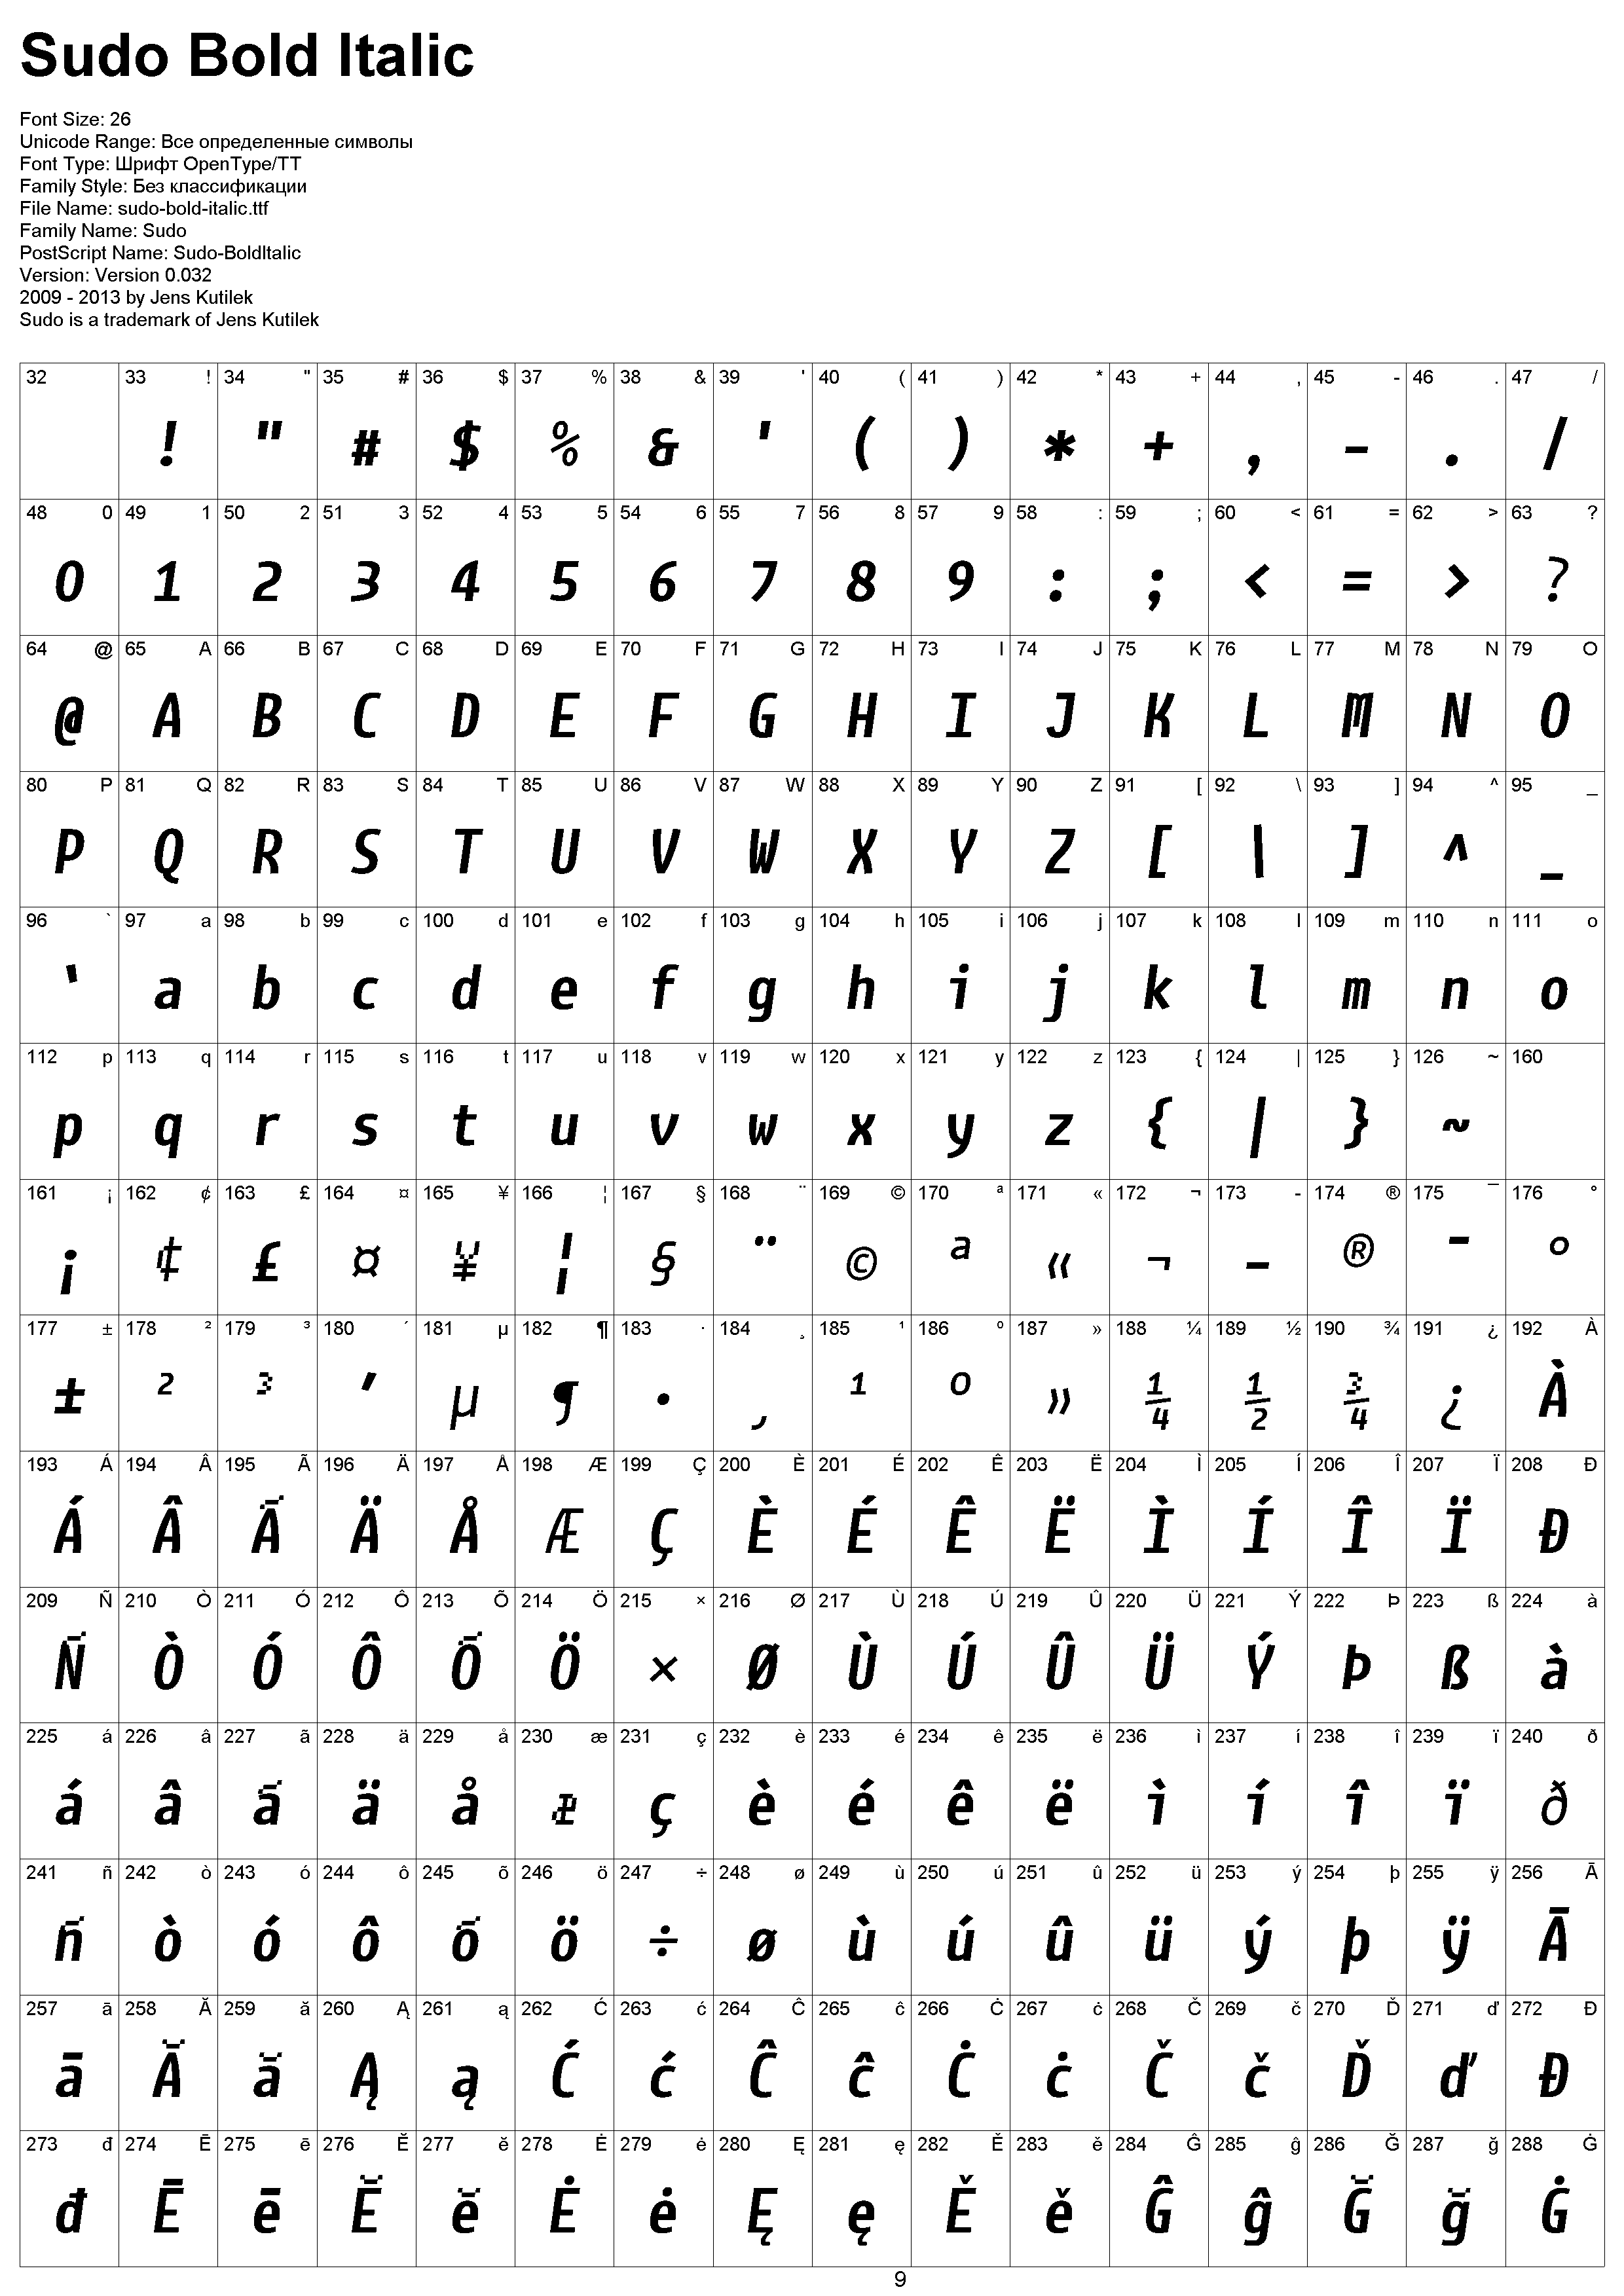 Sudo Bold Italic
Font Size: 26
Unicode Range: Все определенные символы
Font Type: Шрифт OpenType/TT
Family Style: Без классификации
File Name: sudo-bold-italic.ttf
Family Name: Sudo
PostScript Name: Sudo-BoldItalic
Version: Version 0.032
2009 - 2013 by Jens Kutilek
Sudo is a trademark of Jens Kutilek
32 33 ! 34 " 35 # 36 $ 37 % 38 & 39 ' 40 ( 41 ) 42 * 43 + 44 , 45 - 46 . 47 /
! " # $ % & ' ( ) * + , - . /
48 0 49 1 50 2 51 3 52 4 53 5 54 6 55 7 56 8 57 9 58 : 59 ; 60 < 61 = 62 > 63 ?
0 1 2 3 4 5 6 7 8 9 : ; < = > ?
64 @ 65 A 66 B 67 C 68 D 69 E 70 F 71 G 72 H 73 I 74 J 75 K 76 L 77 M 78 N 79 O
@ A B C D E F G H I J K L M N O
80 P 81 Q 82 R 83 S 84 T 85 U 86 V 87 W 88 X 89 Y 90 Z 91 [ 92 \ 93 ] 94 ^ 95 _
P Q R S T U V W X Y Z [ \ ] ^ _
96 ` 97 a 98 b 99 c 100 d 101 e 102 f 103 g 104 h 105 i 106 j 107 k 108 l 109 m 110 n 111 o
` a b c d e f g h i j k l m n o
112 p 113 q 114 r 115 s 116 t 117 u 118 v 119 w 120 x 121 y 122 z 123 { 124 | 125 } 126 ~ 160
p q r s t u v w x y z { | } ~
161 ¡ 162 ¢ 163 £ 164 ¤ 165 ¥ 166 ¦ 167 § 168 ¨ 169 © 170 ª 171 « 172 ¬ 173 - 174 ® 175 ¯ 176 °
¡ ¢ £ ¤ ¥ ¦ § ¨ © ª « ¬ - ® ¯ °
177 ± 178 ² 179 ³ 180 ´ 181 µ 182 ¶ 183 · 184 ¸ 185 ¹ 186 º 187 » 188 ¼ 189 ½ 190 ¾ 191 ¿ 192 À
± ² ³ ´ µ ¶ · ¸ ¹ º » ¼ ½ ¾ ¿ À
193 Á 194 Â 195 Ã 196 Ä 197 Å 198 Æ 199 Ç 200 È 201 É 202 Ê 203 Ë 204 Ì 205 Í 206 Î 207 Ï 208 Ð
Á Â Ã Ä Å Æ Ç È É Ê Ë Ì Í Î Ï Ð
209 Ñ 210 Ò 211 Ó 212 Ô 213 Õ 214 Ö 215 × 216 Ø 217 Ù 218 Ú 219 Û 220 Ü 221 Ý 222 Þ 223 ß 224 à
Ñ Ò Ó Ô Õ Ö × Ø Ù Ú Û Ü Ý Þ ß à
225 á 226 â 227 ã 228 ä 229 å 230 æ 231 ç 232 è 233 é 234 ê 235 ë 236 ì 237 í 238 î 239 ï 240 ð
á â ã ä å æ ç è é ê ë ì í î ï ð
241 ñ 242 ò 243 ó 244 ô 245 õ 246 ö 247 ÷ 248 ø 249 ù 250 ú 251 û 252 ü 253 ý 254 þ 255 ÿ 256 Ā
ñ ò ó ô õ ö ÷ ø ù ú û ü ý þ ÿ Ā
257 ā 258 Ă 259 ă 260 Ą 261 ą 262 Ć 263 ć 264 Ĉ 265 ĉ 266 Ċ 267 ċ 268 Č 269 č 270 Ď 271 ď 272 Đ
ā Ă ă Ą ą Ć ć Ĉ ĉ Ċ ċ Č č Ď ď Đ
273 đ 274 Ē 275 ē 276 Ĕ 277 ĕ 278 Ė 279 ė 280 Ę 281 ę 282 Ě 283 ě 284 Ĝ 285 ĝ 286 Ğ 287 ğ 288 Ġ
đ Ē ē Ĕ ĕ Ė ė Ę ę Ě ě Ĝ ĝ Ğ ğ Ġ
9